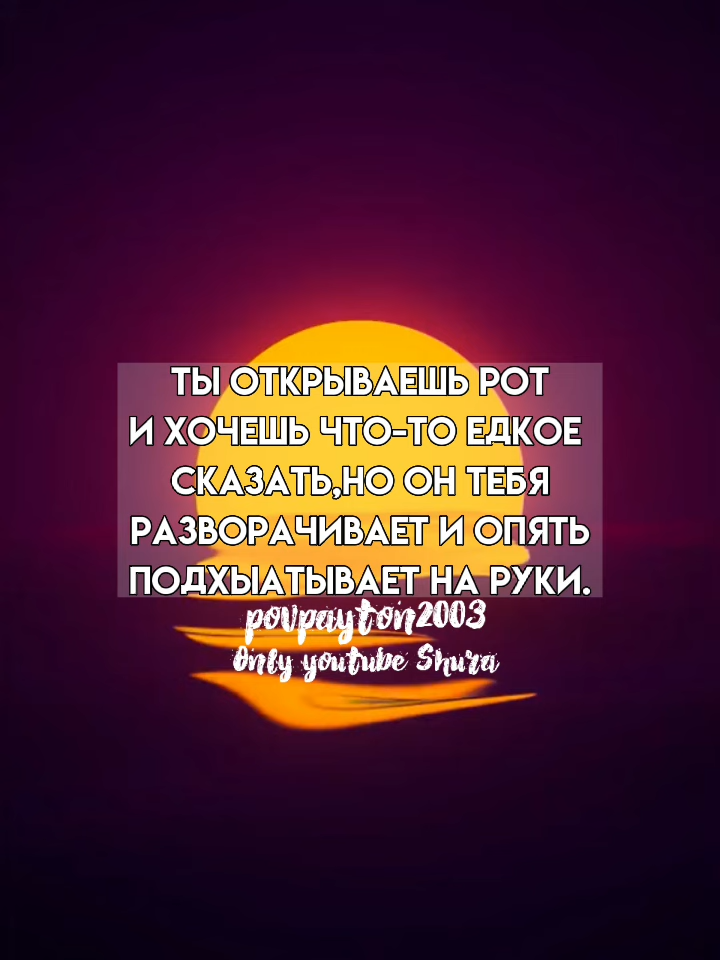 ТЫ ОТКРЫВАЕШЬ РОТ
И ХОЧЕШЬ ЧТО-ТО ЕДКОЕ
СКАЗАТЬ,НО ОН ТЕБЯ
РАЗВОРАЧИВАЕТ И ОПЯТЬ
ПОДХЫАТЫВАЕТ НА РУКИ.
povpayton2003
Only youtube Shura